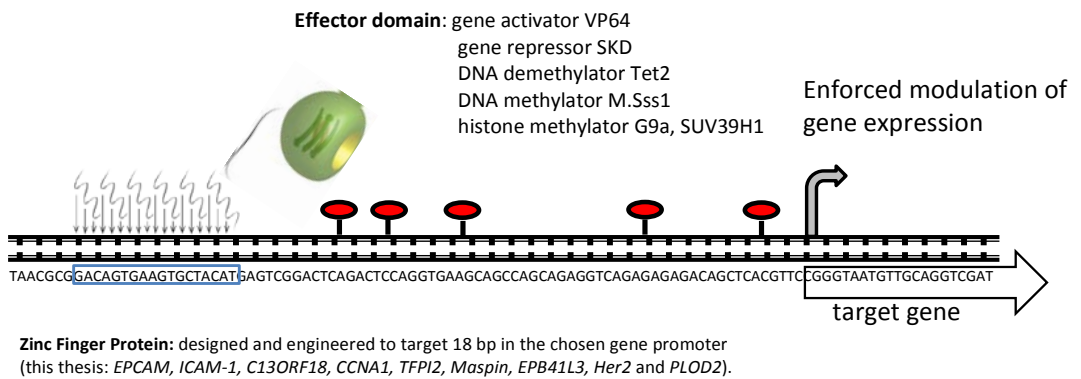 Effector domain: gene activator VP64
gene repressor SKD
DNA demethylator Tet2
DNA methylator M.Sss1
histone methylator G9a, SUV39H1
Enforced modulation of
gene expression
TAACGCGGACAGTGAAGTGCTACATGAGTCGGACTCAGACTCCAGGTGAAGCAGCCAGCAGAGGTCAGAGAGAGACAGCTCACGTTCCGGGTAATGTTGCAGGTCGAT
target gene
Zinc Finger Protein: designed and engineered to target 18 bp in the chosen gene promoter
(this thesis: EPCAM, ICAM-1, C13ORF18, CCNA1, TFPI2, Maspin, EPB41L3, Her2 and PLOD2).